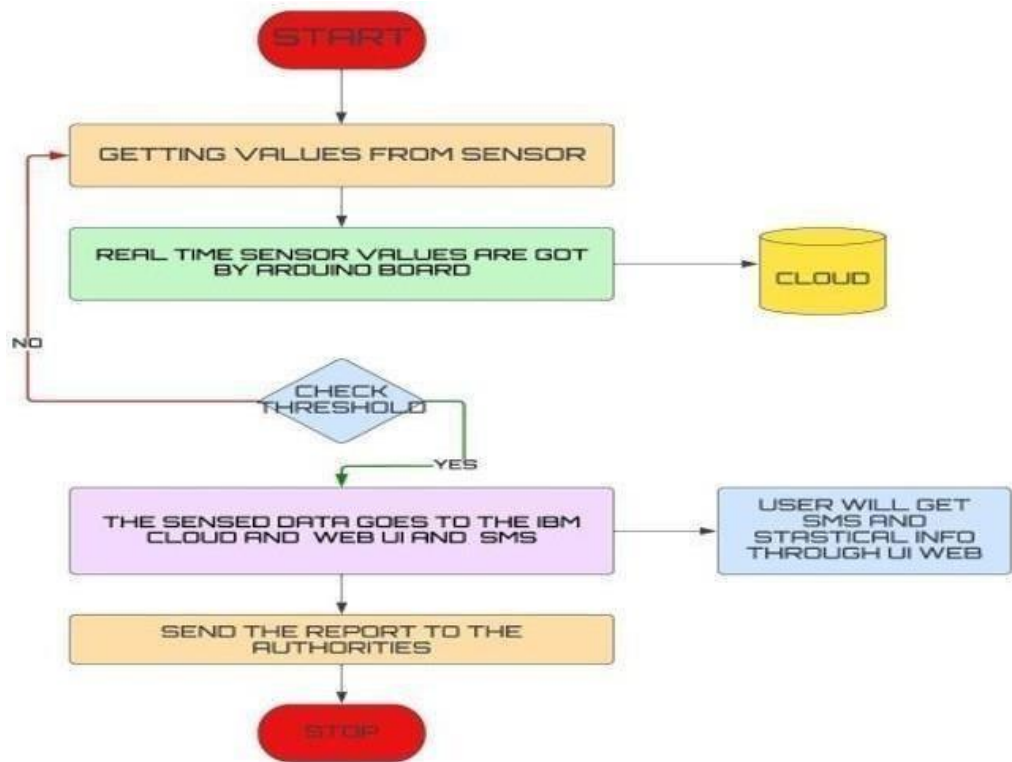 START
GETTING VALUES FROM SENSOR
REAL TIME SENSOR VALUES ARE GOT
BY ARDUINO BOARD
CLOUD
NO
CHECK
THRESHOLD
YES
THE SENSED DATA GOES TO THE IBM
CLOUD AND WEB UI AND SMS
USER WILL GET
SMS AND
STASTICAL INFO
THROUGH UI WEB
SEND THE REPORT TO THE
AUTHORITIES
STOP